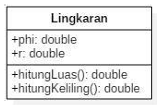 Lingkaran
+phi: double
+r: double
+hitungLuas(): double
+hitungKeliling(): double